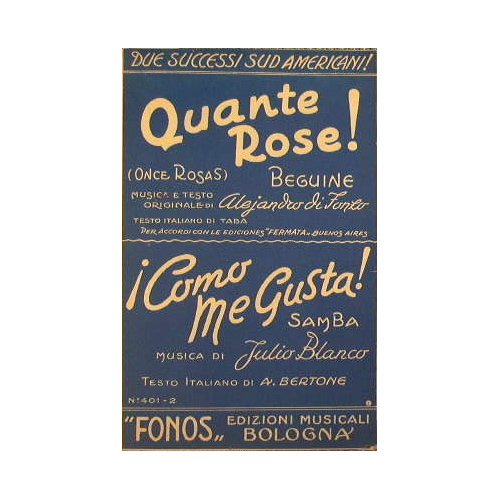 DUE SUCCESSI SUD AMERICANI!
Quante
Rose!
(ONCE ROSAS) BEGUINE
MUSICA E TESTO
ORIGINALE DI Alejandro di Fonto
TESTO ITALIANO DI TABA
PER ACCORDI CON LE EDICIONES "FERMATA" BUENOS AIRES
¡Como
me Gusta!
SAMBA
MUSICA DI Julio Blanco
TESTO ITALIANO DI A. BERTONE
N° 401-2
"FONOS„ EDIZIONI MUSICALI
BOLOGNA